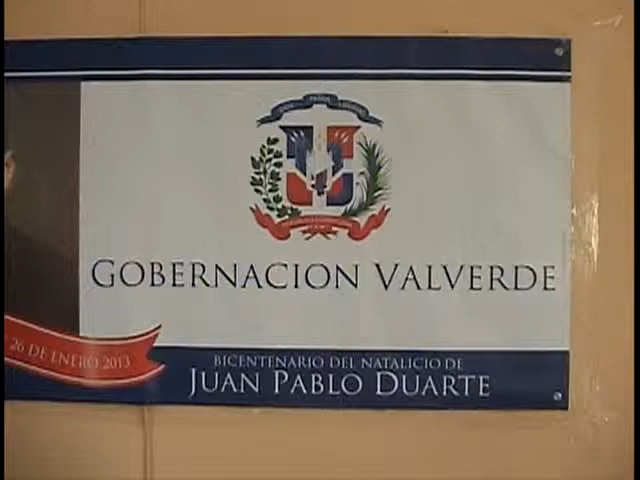 GOBERNACION VALVERDE
26 DE ENERO 2013
BICENTENARIO DEL NATALICIO DE
JUAN PABLO DUARTE